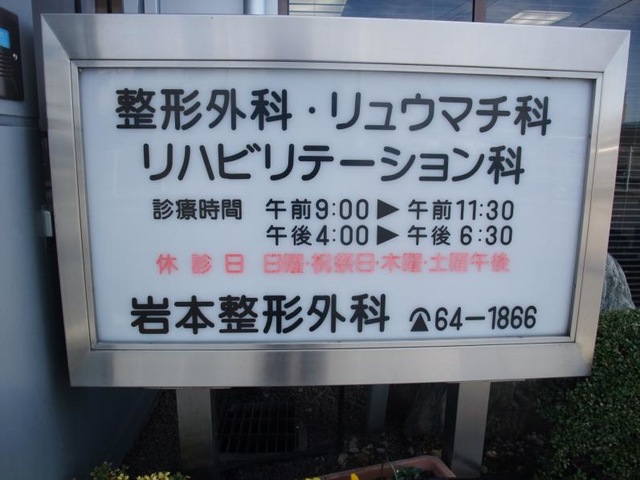 整形外科・リュウマチ科
リハビリテーション科
診療時間 午前9:00▶午前11:30
午後4:00▶午後6:30
休診日 日曜・祝祭日・木曜・土曜午後
岩本整形外科 ☎64-1866